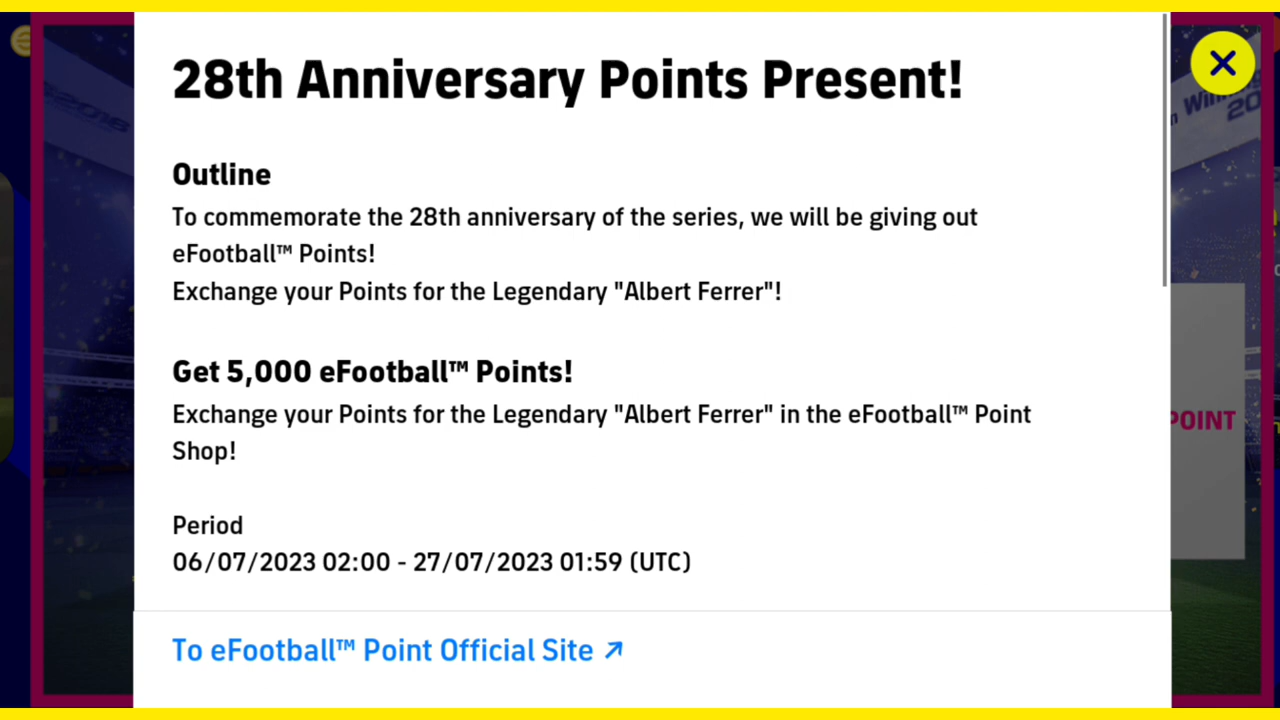 28th Anniversary Points Present!
Outline
To commemorate the 28th anniversary of the series, we will be giving out
eFootball™ Points!
Exchange your Points for the Legendary "Albert Ferrer"!
Get 5,000 eFootball™ Points!
Exchange your Points for the Legendary "Albert Ferrer" in the eFootball™ Point
Shop!
Period
06/07/2023 02:00 - 27/07/2023 01:59 (UTC)
To eFootball™ Point Official Site ↗
POINT